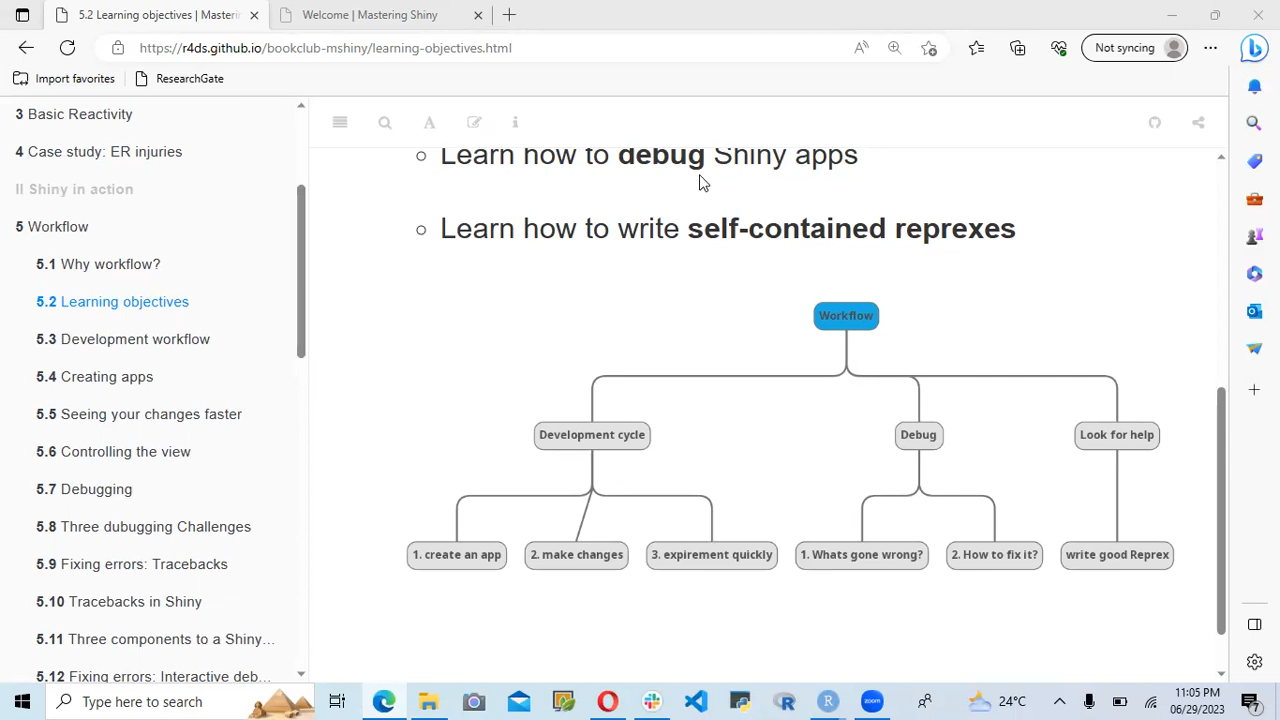 5.2 Learning objectives | Masterin
Welcome | Mastering Shiny
https://r4ds.github.io/bookclub-mshiny/learning-objectives.html
Not syncing
Import favorites
ResearchGate
3 Basic Reactivity
4 Case study: ER injuries
II Shiny in action
5 Workflow
5.1 Why workflow?
5.2 Learning objectives
5.3 Development workflow
5.4 Creating apps
5.5 Seeing your changes faster
5.6 Controlling the view
5.7 Debugging
5.8 Three dubugging Challenges
5.9 Fixing errors: Tracebacks
5.10 Tracebacks in Shiny
5.11 Three components to a Shiny…
5.12 Fixing errors: Interactive deb…
Learn how to debug Shiny apps
Learn how to write self-contained reprexes
Workflow
Development cycle
Debug
Look for help
1. create an app
2. make changes
3. expirement quickly
1. Whats gone wrong?
2. How to fix it?
write good Reprex
Type here to search
zoom
24°C
11:05 PM
06/29/2023
7